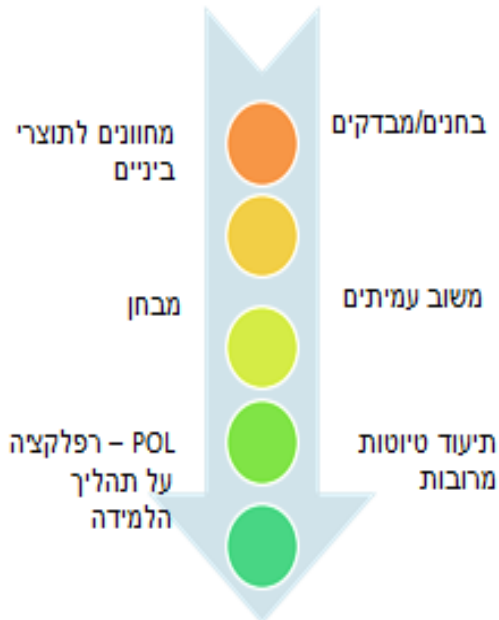 בחנים/מבדקים
מחוונים לתוצרי
ביניים
משוב עמיתים
מבחן
תיעוד טיוטות
מרובות
POL – רפלקציה
על תהליך
הלמידה